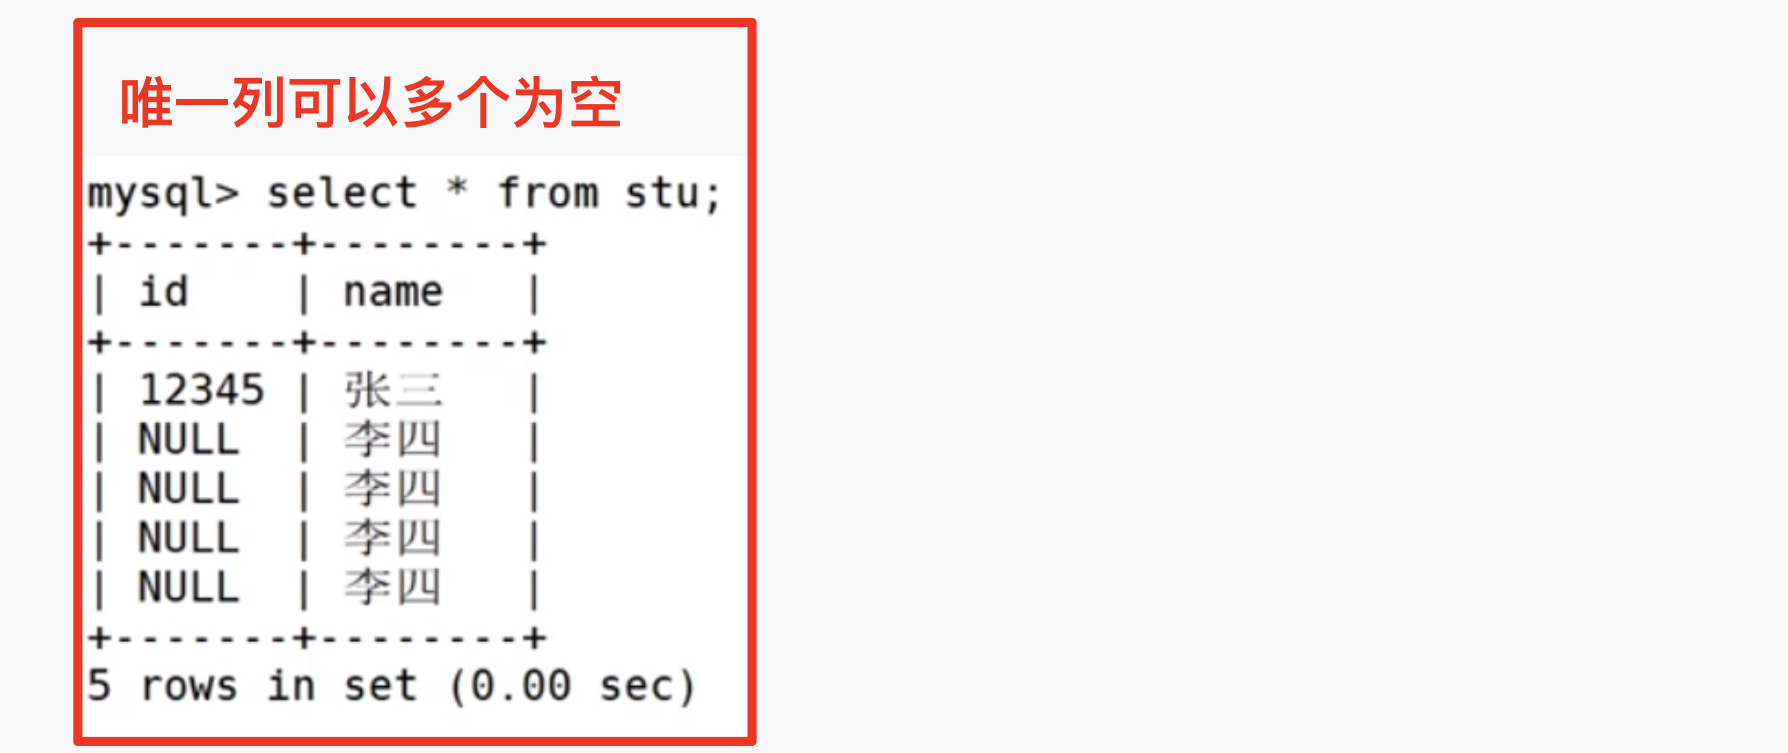 唯一列可以多个为空
mysql> select * from stu;
+-------+--------+
| id    | name   |
+-------+--------+
| 12345 | 张三   |
| NULL  | 李四   |
| NULL  | 李四   |
| NULL  | 李四   |
| NULL  | 李四   |
+-------+--------+
5 rows in set (0.00 sec)